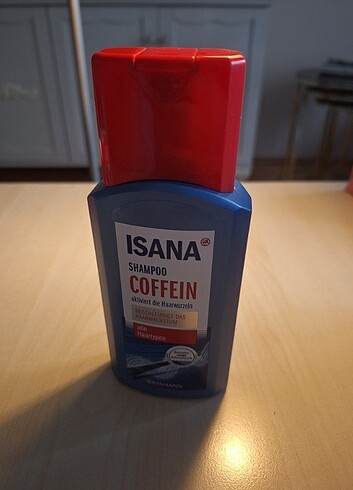 ISANA
SHAMPOO
COFFEIN
aktiviert die Haarwurzeln
BESCHLEUNIGT DAS
HAARWACHSTUM
alle
Haartypen